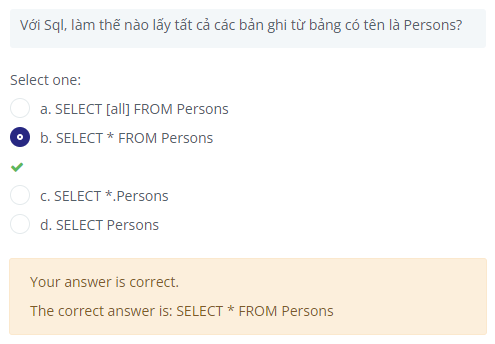 Với Sql, làm thế nào lấy tất cả các bản ghi từ bảng có tên là Persons?
Select one:
a. SELECT [all] FROM Persons
b. SELECT * FROM Persons
c. SELECT *.Persons
d. SELECT Persons
Your answer is correct.
The correct answer is: SELECT * FROM Persons